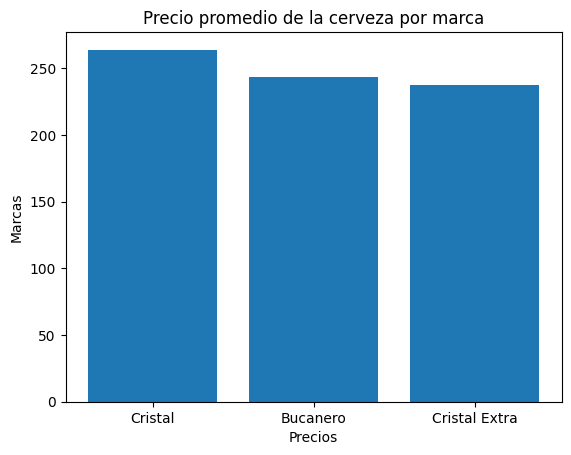 Precio promedio de la cerveza por marca
250
200
150
100
50
0
Marcas
Cristal
Bucanero
Cristal Extra
Precios